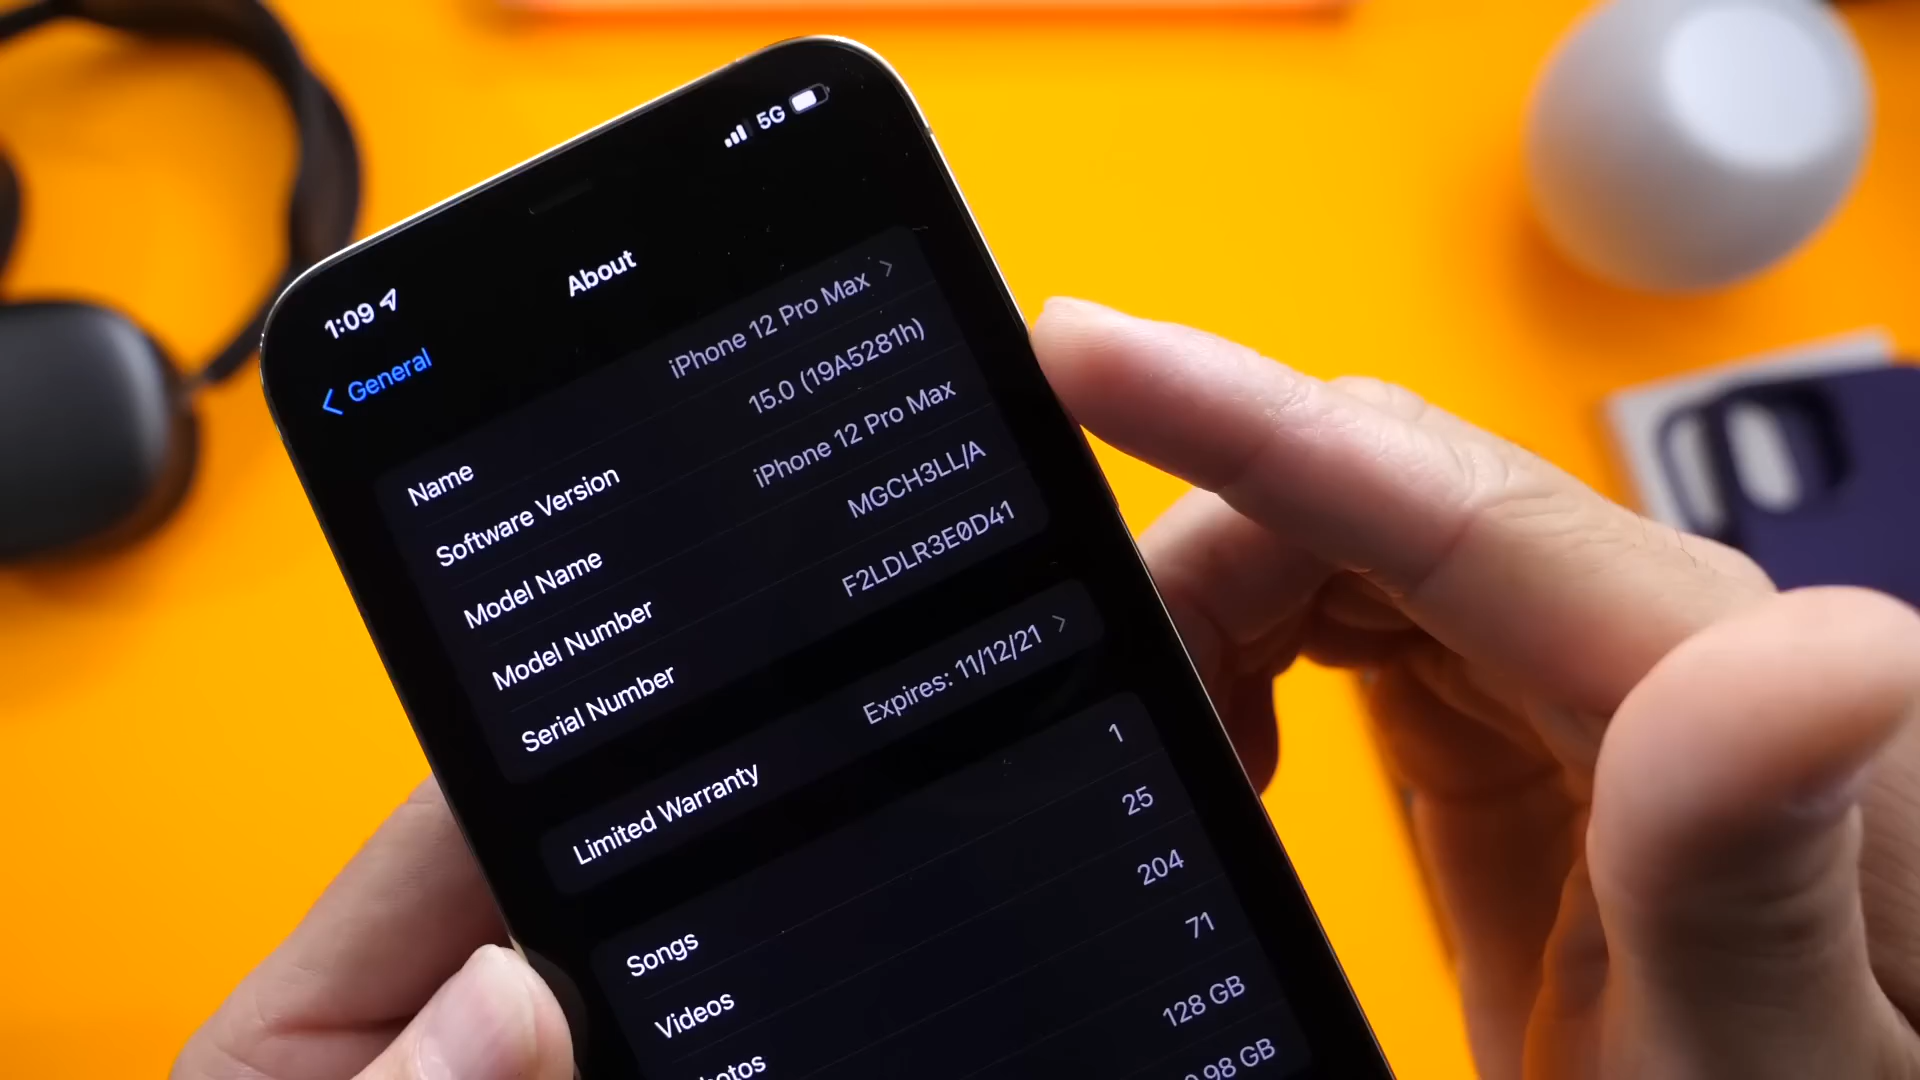 1:09
5G
General
About
Name iPhone 12 Pro Max
Software Version 15.0 (19A5281h)
Model Name iPhone 12 Pro Max
Model Number MGCH3LL/A
Serial Number F2LDLR3E0D41
Limited Warranty Expires: 11/12/21
Songs 1
Videos 25
204
71
128 GB
GB